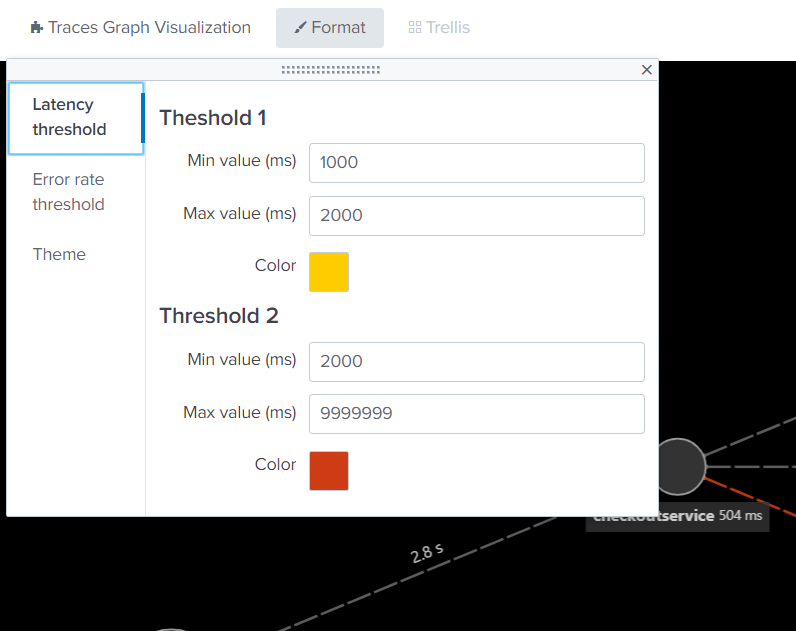 Traces Graph Visualization
Format
Trellis
Latency
threshold
Error rate
threshold
Theme
Theshold 1
Min value (ms)
1000
Max value (ms)
2000
Color
Threshold 2
Min value (ms)
2000
Max value (ms)
9999999
Color
checkoutservice 504 ms
2.8 s